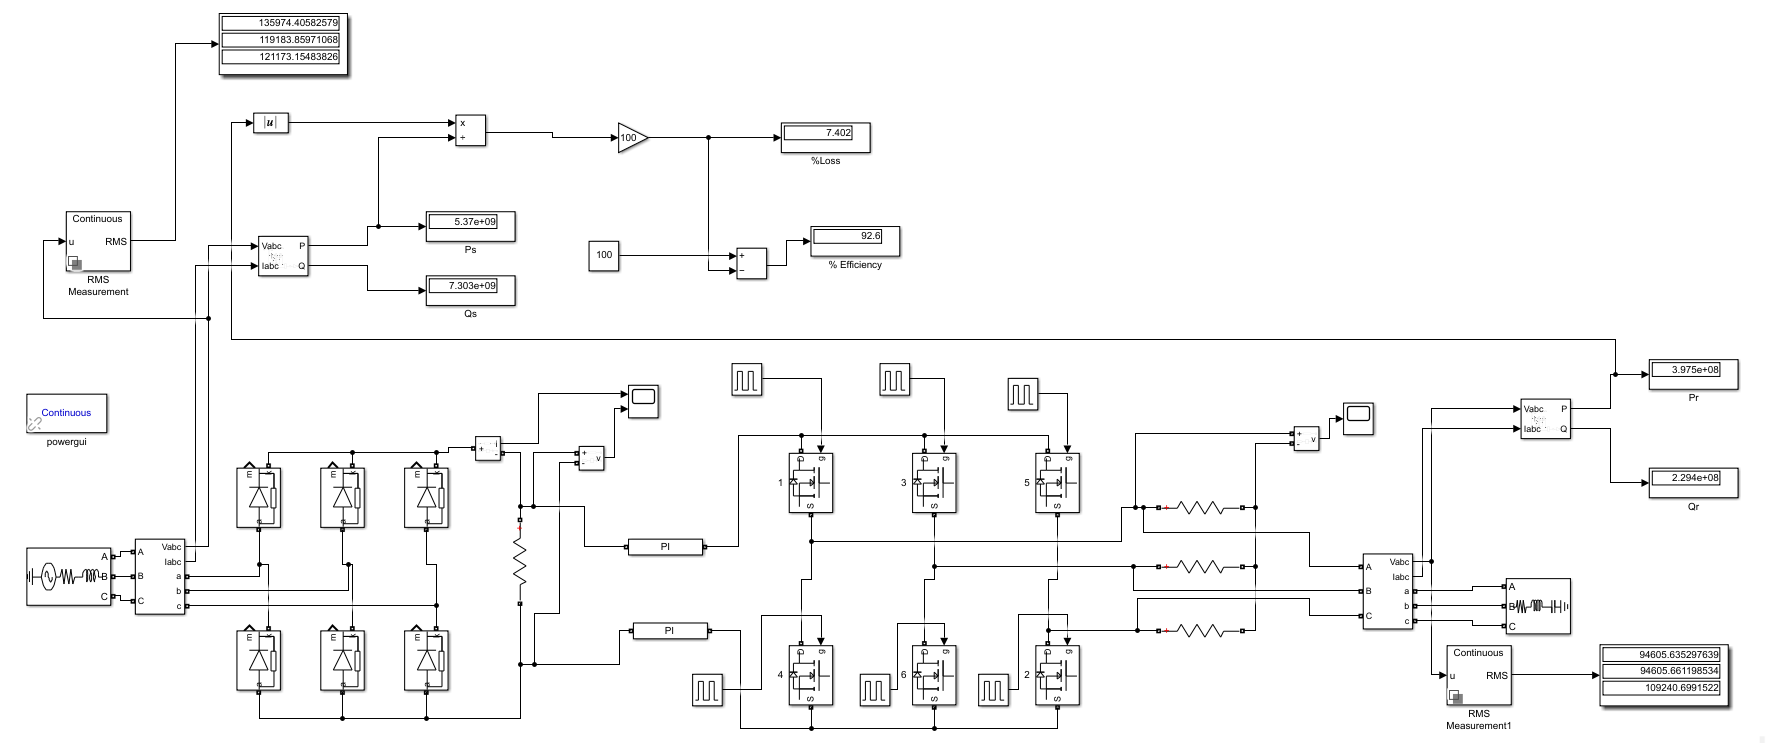 135974.40582579
119183.85971068
121173.15483826
|u|
x
÷
100
7.402
%Loss
Continuous
u
RMS
RMS
Measurement
Vabc
Iabc
P
Q
5.37e+09
Ps
7.303e+09
Qs
100
+
−
92.6
% Efficiency
Continuous
powergui
3.975e+08
Pr
Vabc
Iabc
P
Q
2.294e+08
Qr
+
-
i
+
-
v
+
-
v
m
k
a
m
k
a
m
k
a
D
g
S
1
D
g
S
3
D
g
S
5
PI
PI
A
B
C
A
B
C
Vabc
Iabc
a
b
c
m
k
a
m
k
a
m
k
a
D
g
S
4
D
g
S
6
D
g
S
2
A
B
C
Vabc
Iabc
a
b
c
A
B
C
Continuous
u
RMS
RMS
Measurement1
94605.635297639
94605.661198534
109240.6991522